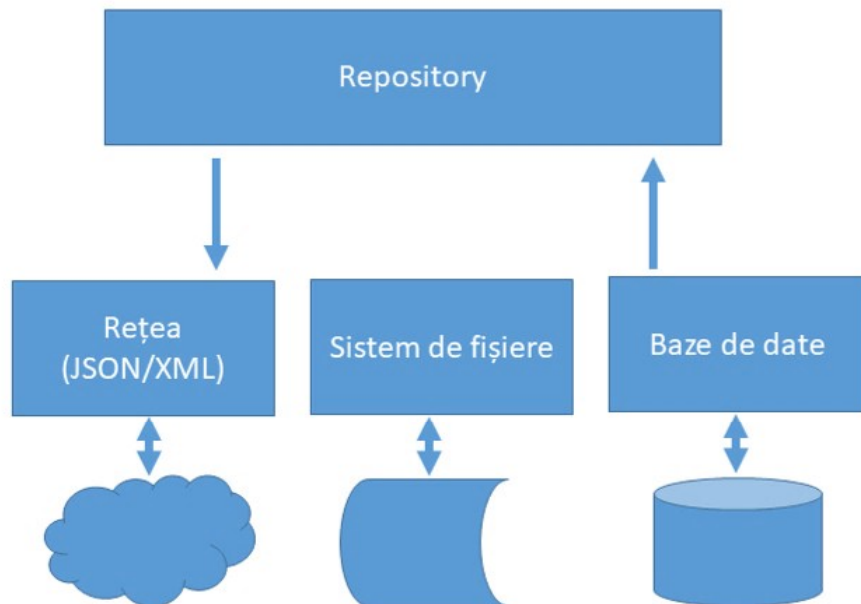 Repository
Rețea
(JSON/XML)
Sistem de fișiere
Baze de date